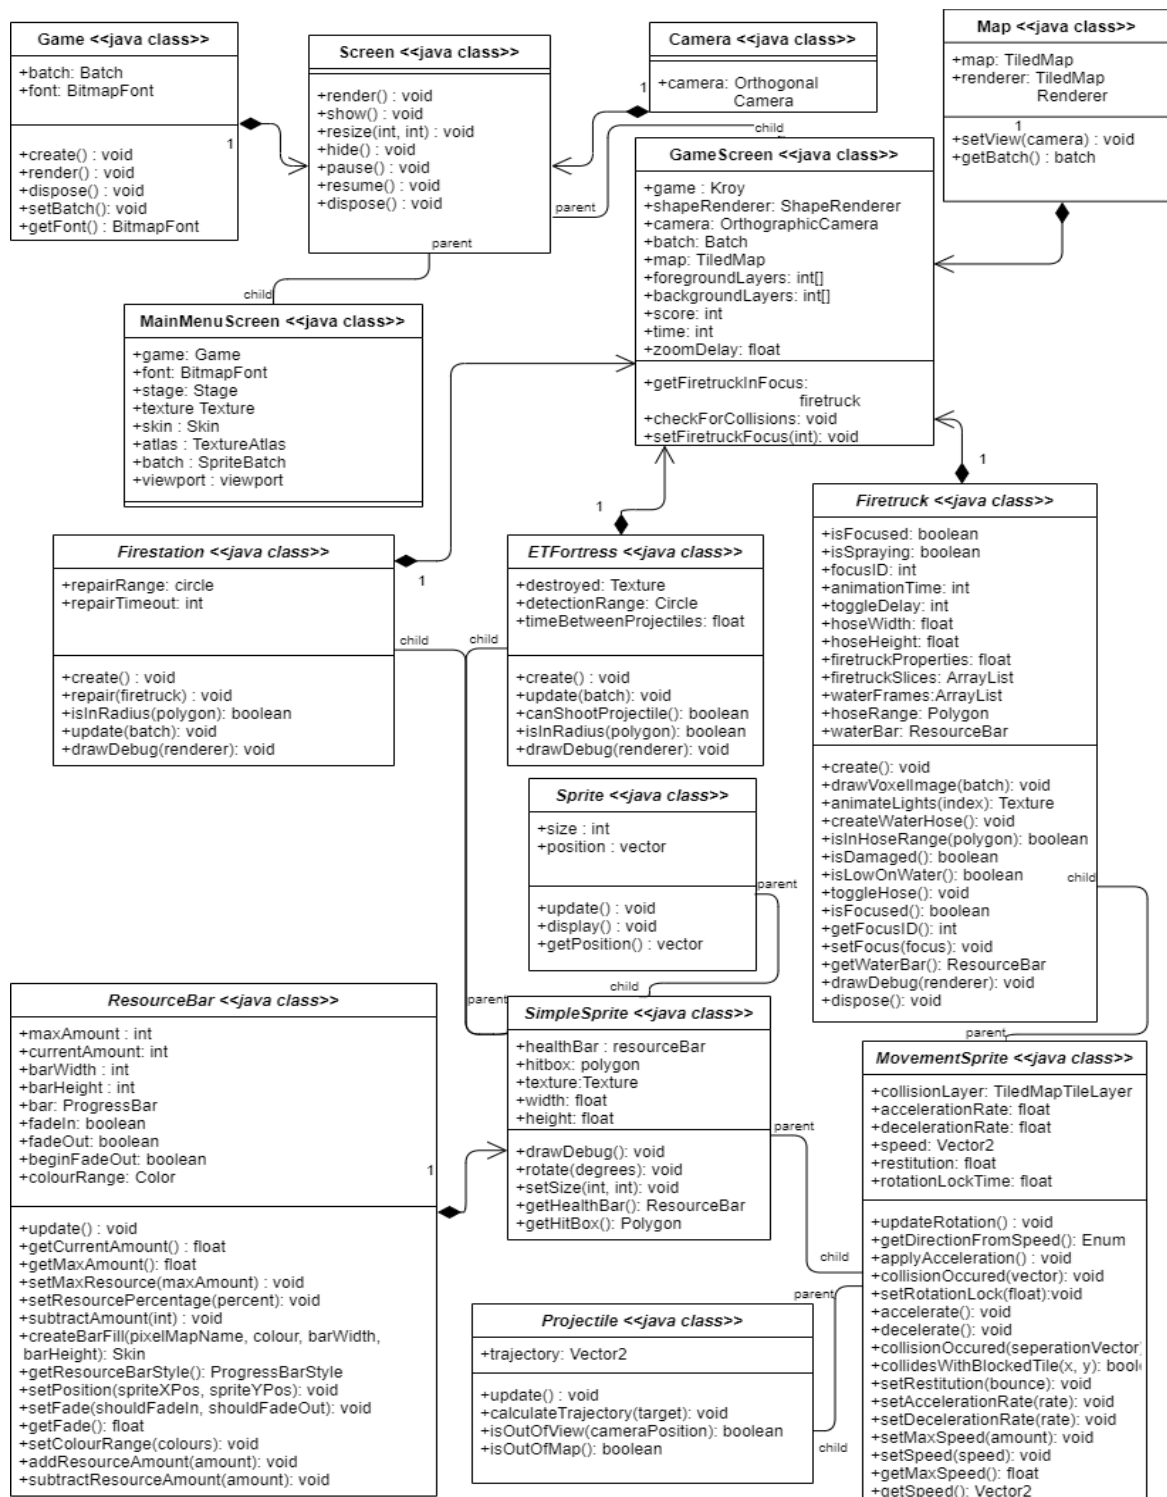 Game <<java class>>
+batch: Batch
+font: BitmapFont
+create() : void
+render() : void
+dispose() : void
+setBatch(): void
+getFont() : BitmapFont
1
Screen <<java class>>
+render() : void
+show() : void
+resize(int, int) : void
+hide() : void
+pause() : void
+resume() : void
+dispose() : void
parent
parent
Camera <<java class>>
+camera: Orthogonal
Camera
1
child
Map <<java class>>
+map: TiledMap
+renderer: TiledMap
Renderer
1
+setView(camera) : void
+getBatch() : batch
GameScreen <<java class>>
+game : Kroy
+shapeRenderer: ShapeRenderer
+camera: OrthographicCamera
+batch: Batch
+map: TiledMap
+foregroundLayers: int[]
+backgroundLayers: int[]
+score: int
+time: int
+zoomDelay: float
+getFiretruckInFocus:
firetruck
+checkForCollisions: void
+setFiretruckFocus(int): void
child
MainMenuScreen <<java class>>
+game: Game
+font: BitmapFont
+stage: Stage
+texture Texture
+skin : Skin
+atlas : TextureAtlas
+batch : SpriteBatch
+viewport : viewport
1
1
1
Firestation <<java class>>
+repairRange: circle
+repairTimeout: int
+create() : void
+repair(firetruck) : void
+isInRadius(polygon): boolean
+update(batch): void
+drawDebug(renderer): void
child
child
ETFortress <<java class>>
+destroyed: Texture
+detectionRange: Circle
+timeBetweenProjectiles: float
+create() : void
+update(batch): void
+canShootProjectile(): boolean
+isInRadius(polygon): boolean
+drawDebug(renderer): void
Firetruck <<java class>>
+isFocused: boolean
+isSpraying: boolean
+focusID: int
+animationTime: int
+toggleDelay: int
+hoseWidth: float
+hoseHeight: float
+firetruckProperties: float
+firetruckSlices: ArrayList
+waterFrames:ArrayList
+hoseRange: Polygon
+waterBar: ResourceBar
+create(): void
+drawVoxelImage(batch): void
+animateLights(index): Texture
+createWaterHose(): void
+isInHoseRange(polygon): boolean
+isDamaged(): boolean
+isLowOnWater(): boolean
+toggleHose(): void
+isFocused(): boolean
+getFocusID(): int
+setFocus(focus): void
+getWaterBar(): ResourceBar
+drawDebug(renderer): void
+dispose(): void
child
parent
Sprite <<java class>>
+size : int
+position : vector
+update() : void
+display() : void
+getPosition() : vector
parent
child
parent
ResourceBar <<java class>>
+maxAmount : int
+currentAmount: int
+barWidth : int
+barHeight : int
+bar: ProgressBar
+fadeIn: boolean
+fadeOut: boolean
+beginFadeOut: boolean
+colourRange: Color
1
+update() : void
+getCurrentAmount() : float
+getMaxAmount(): float
+setMaxResource(maxAmount) : void
+setResourcePercentage(percent): void
+subtractAmount(int) : void
+createBarFill(pixelMapName, colour, barWidth,
barHeight): Skin
+getResourceBarStyle(): ProgressBarStyle
+setPosition(spriteXPos, spriteYPos): void
+setFade(shouldFadeIn, shouldFadeOut): void
+getFade(): float
+setColourRange(colours): void
+addResourceAmount(amount): void
+subtractResourceAmount(amount): void
SimpleSprite <<java class>>
+healthBar : resourceBar
+hitbox: polygon
+texture:Texture
+width: float
+height: float
+drawDebug(): void
+rotate(degrees): void
+setSize(int, int): void
+getHealthBar(): ResourceBar
+getHitBox(): Polygon
parent
child
parent
MovementSprite <<java class>>
+collisionLayer: TiledMapTileLayer
+accelerationRate: float
+decelerationRate: float
+speed: Vector2
+restitution: float
+rotationLockTime: float
+updateRotation() : void
+getDirectionFromSpeed(): Enum
+applyAcceleration() : void
+collisionOccured(vector): void
+setRotationLock(float):void
+accelerate(): void
+decelerate(): void
+collisionOccured(seperationVector)
+collidesWithBlockedTile(x, y): bool
+setRestitution(bounce): void
+setAccelerationRate(rate): void
+setDecelerationRate(rate): void
+setMaxSpeed(amount): void
+setSpeed(speed): void
+getMaxSpeed(): float
+getSpeed(): Vector2
Projectile <<java class>>
+trajectory: Vector2
+update() : void
+calculateTrajectory(target): void
+isOutOfView(cameraPosition): boolean
+isOutOfMap(): boolean
child